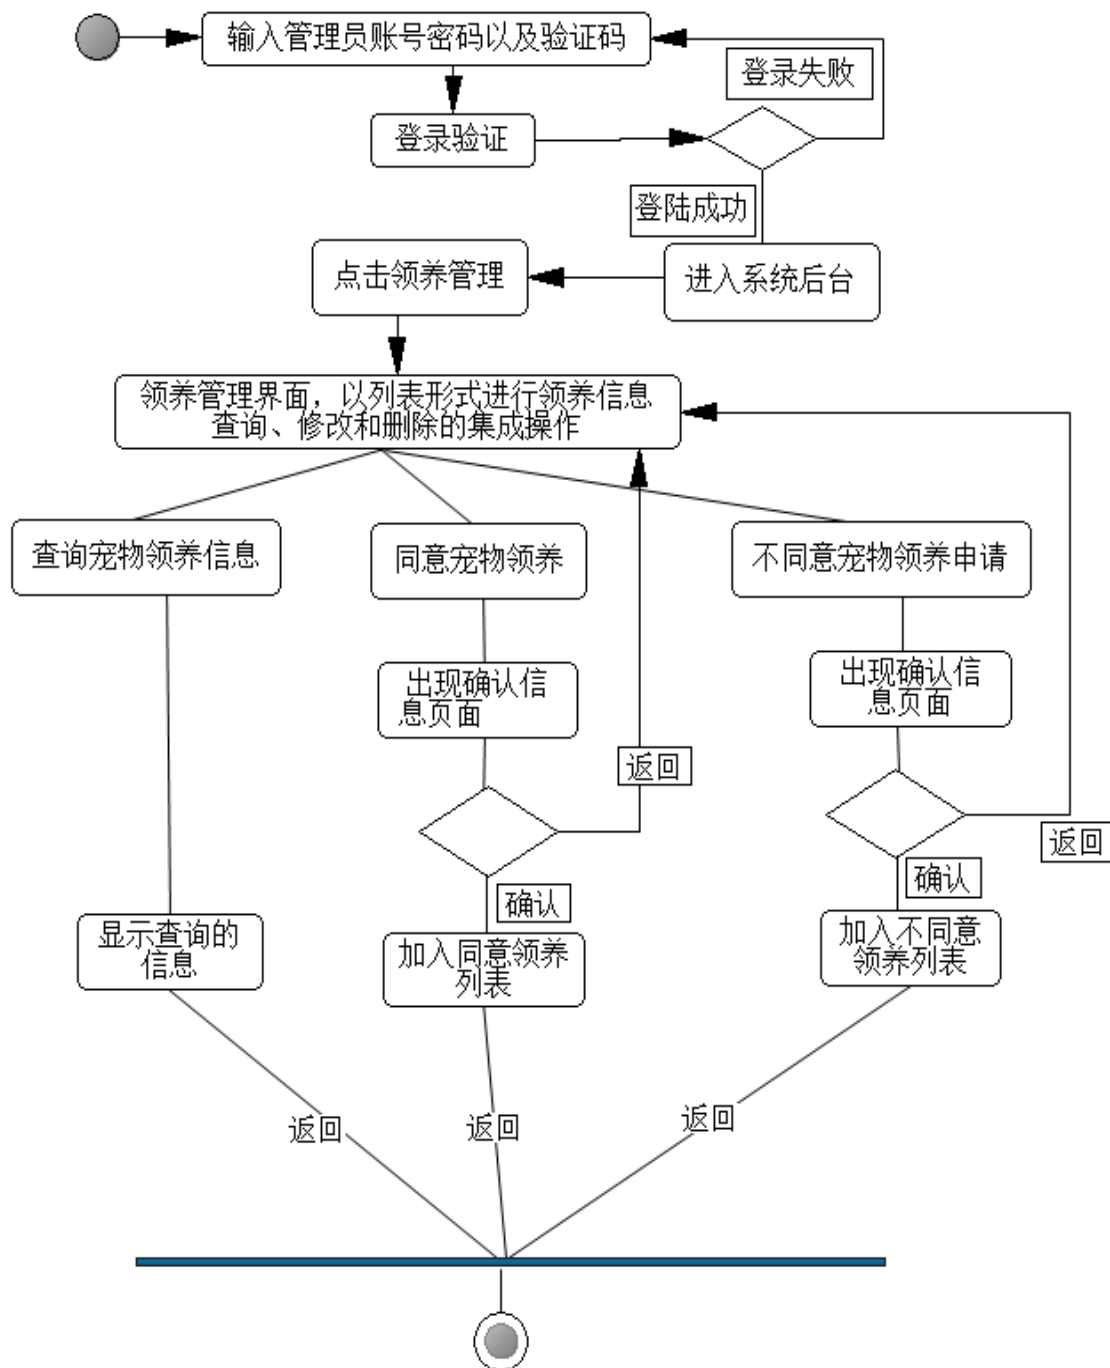 输入管理员账号密码以及验证码
登录失败
登录验证
登陆成功
点击领养管理
进入系统后台
领养管理界面，以列表形式进行领养信息
查询、修改和删除的集成操作
查询宠物领养信息
同意宠物领养
不同意宠物领养申请
出现确认信
息页面
出现确认信
息页面
返回
返回
确认
确认
显示查询的
信息
加入同意领养
列表
加入不同意
领养列表
返回
返回
返回